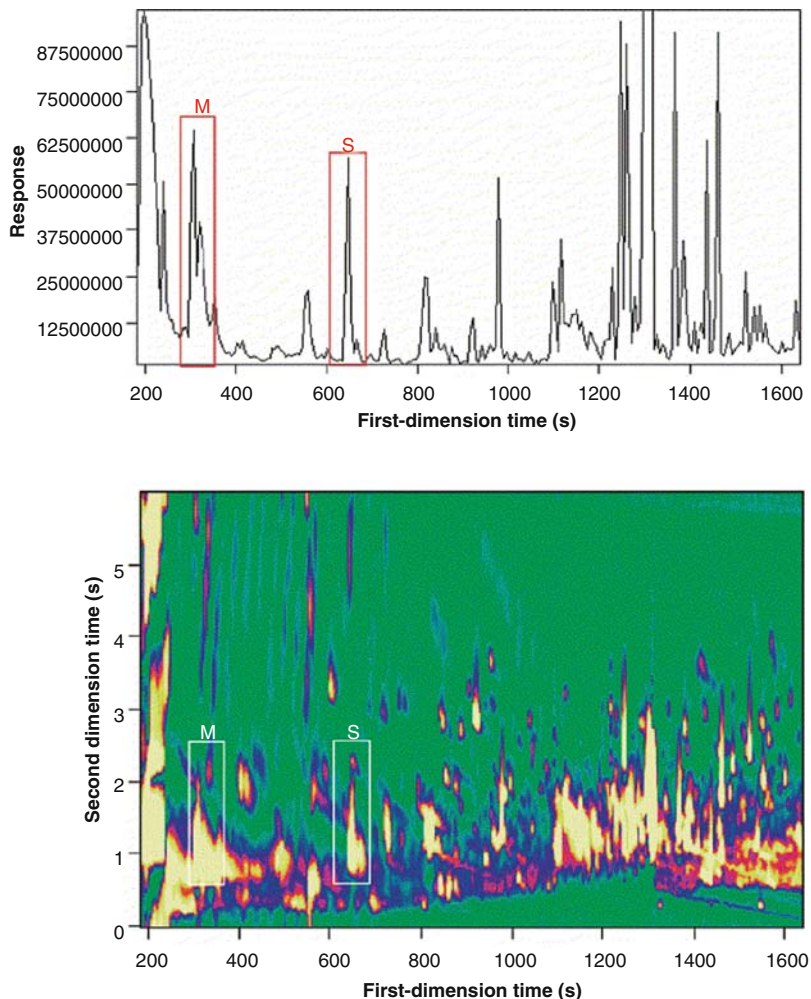 Response
87500000
75000000
62500000
50000000
37500000
25000000
12500000
M
S
200 400 600 800 1000 1200 1400 1600
First-dimension time (s)
Second dimension time (s)
5
4
3
2
1
0
M
S
200 400 600 800 1000 1200 1400 1600
First-dimension time (s)